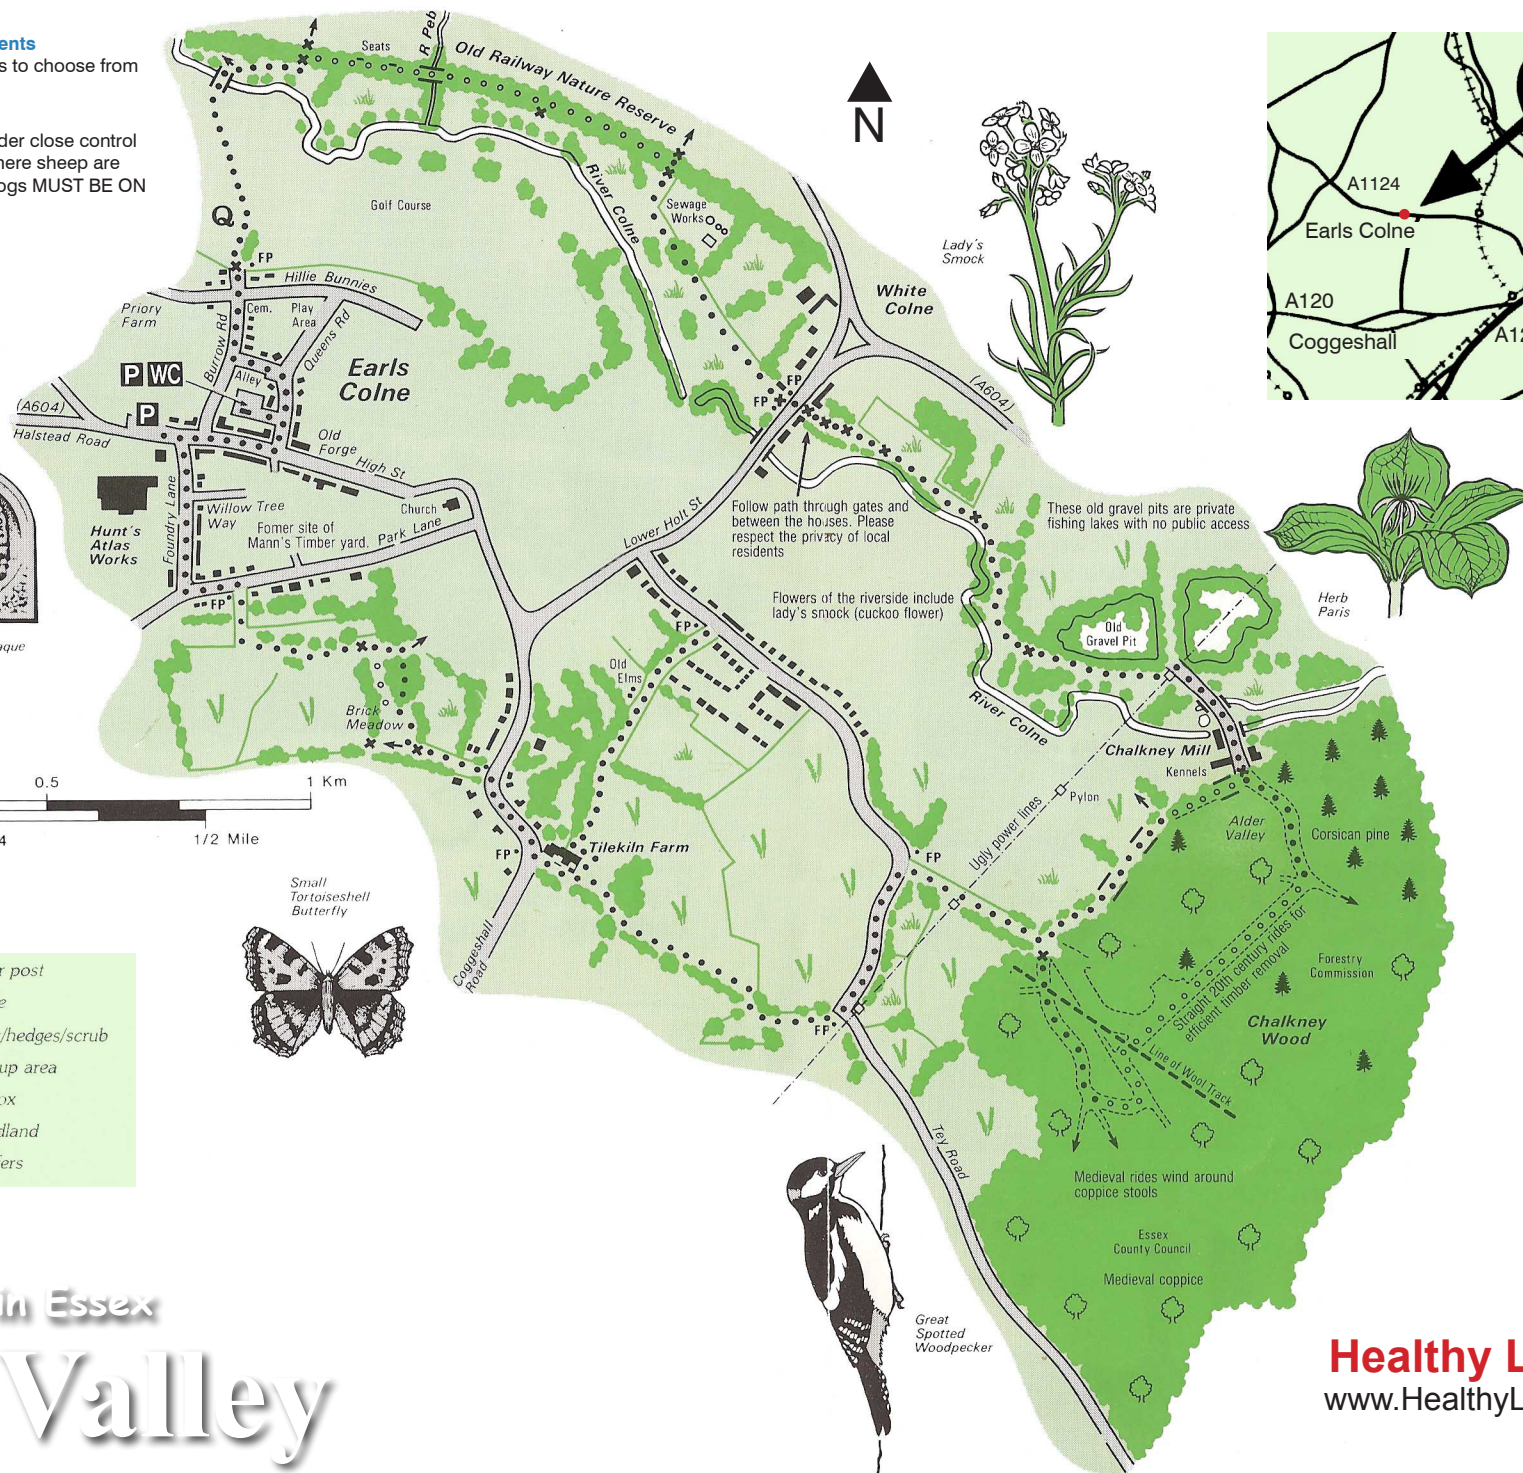 ents
s to choose from
der close control
here sheep are
ogs MUST BE ON
Seats
R Peb
Old Railway Nature Reserve
N
Lady's
Smock
A1124
Earls Colne
A120
Coggeshall
A12
Golf Course
River Colne
Sewage
Works
Q
FP
Hillie Bunnies
Priory
Farm
Cem.
Play
Area
Burrow Rd
Queens Rd
White
Colne
P WC
Alley
Earls
Colne
P
(A604)
Halstead Road
Old
Forge
High St
FP
FP
(A604)
Church
Hunt's
Atlas
Works
Foundry Lane
Willow Tree
Way
Fomer site of
Mann's Timber yard.
Park Lane
Lower Holt St
Follow path through gates and
between the houses. Please
respect the privacy of local
residents
These old gravel pits are private
fishing lakes with no public access
Flowers of the riverside include
lady's smock (cuckoo flower)
Herb
Paris
Old
Gravel Pit
FP
FP
aque
Old
Elms
Brick
Meadow
River Colne
Chalkney Mill
Kennels
0.5
1 Km
4
1/2 Mile
Pylon
Ugly power lines
Alder
Valley
Corsican pine
FP
Tilekiln Farm
FP
Small
Tortoiseshell
Butterfly
Coggeshall
Road
Straight 20th century rides for
efficient timber removal
Forestry
Commission
Chalkney
Wood
Line of Wool Track
FP
r post
e
/hedges/scrub
up area
ox
dland
fers
Tey Road
Medieval rides wind around
coppice stools
Essex
County Council
Medieval coppice
Great
Spotted
Woodpecker
in Essex
Valley
Healthy L
www.HealthyL